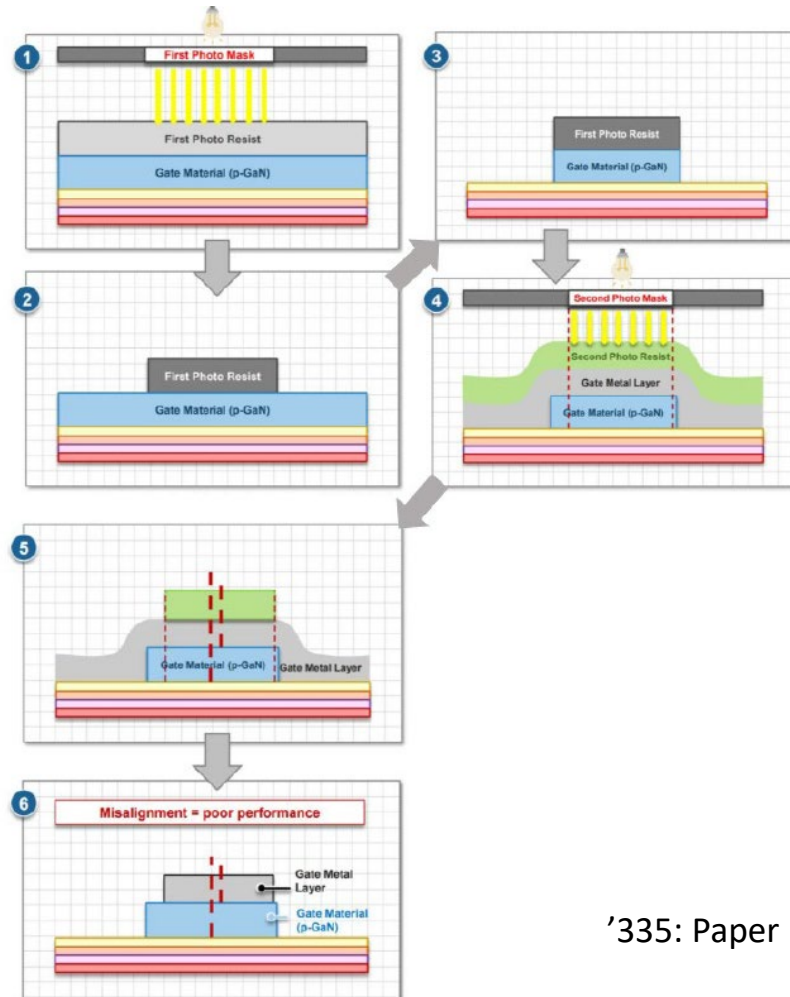 1
First Photo Mask
First Photo Resist
Gate Material (p-GaN)
2
First Photo Resist
Gate Material (p-GaN)
3
First Photo Resist
Gate Material (p-GaN)
4
Second Photo Mask
Second Photo Resist
Gate Metal Layer
Gate Material (p-GaN)
5
Gate Material (p-GaN)
Gate Metal Layer
6
Misalignment = poor performance
Gate Metal
Layer
Gate Material
(p-GaN)
’335: Paper